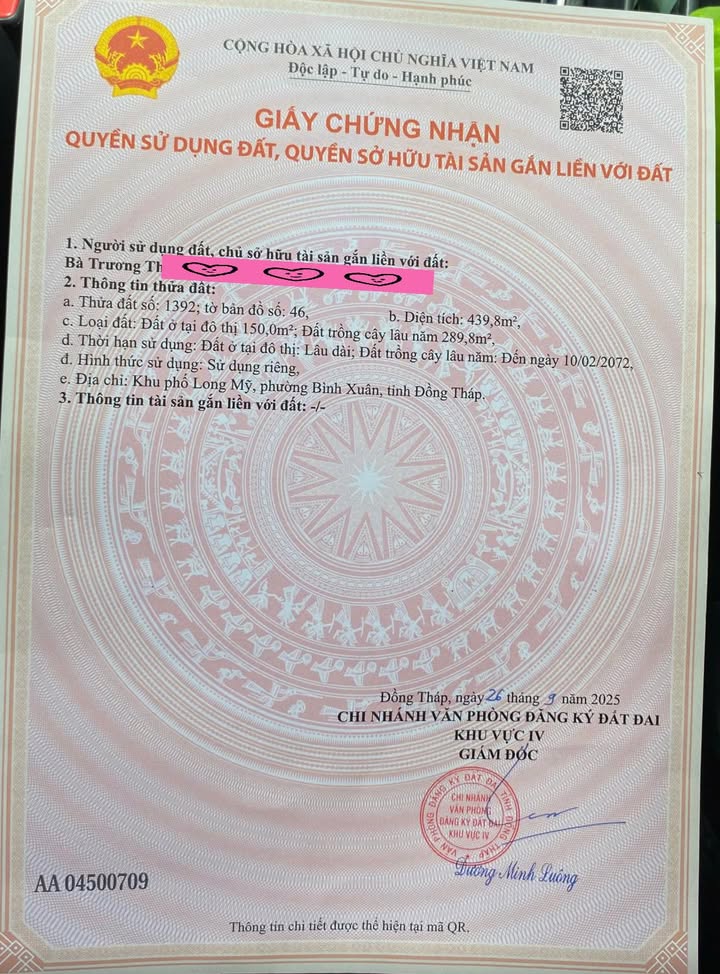 CỘNG HÒA XÃ HỘI CHỦ NGHĨA VIỆT NAM
Độc lập - Tự do - Hạnh phúc
GIẤY CHỨNG NHẬN
QUYỀN SỬ DỤNG ĐẤT, QUYỀN SỞ HỮU TÀI SẢN GẮN LIỀN VỚI ĐẤT
1. Người sử dụng đất, chủ sở hữu tài sản gắn liền với đất:
Bà Trương
2. Thông tin thửa đất:
a. Thửa đất số: 1392; tờ bản đồ số: 46, b. Diện tích: 439,8m²,
c. Loại đất: Đất ở tại đô thị 150,0m²; Đất trồng cây lâu năm 289,8m²,
d. Thời hạn sử dụng: Đất ở tại đô thị: Lâu dài; Đất trồng cây lâu năm: Đến ngày 10/02/2072,
đ. Hình thức sử dụng: Sử dụng riêng,
e. Địa chỉ: Khu phố Long Mỹ, phường Bình Xuân, tỉnh Đồng Tháp.
3. Thông tin tài sản gắn liền với đất: -/-
Đồng Tháp, ngày 26 tháng 9 năm 2025
CHI NHÁNH VĂN PHÒNG ĐĂNG KÝ ĐẤT ĐAI
KHU VỰC IV
GIÁM ĐỐC
VĂN PHÒNG ĐĂNG KÝ ĐẤT ĐAI TỈNH ĐỒNG THÁP
CHI NHÁNH
VĂN PHÒNG
ĐĂNG KÝ ĐẤT ĐAI
KHU VỰC IV
Dương Minh Luông
AA 04500709
Thông tin chi tiết được thể hiện tại mã QR.